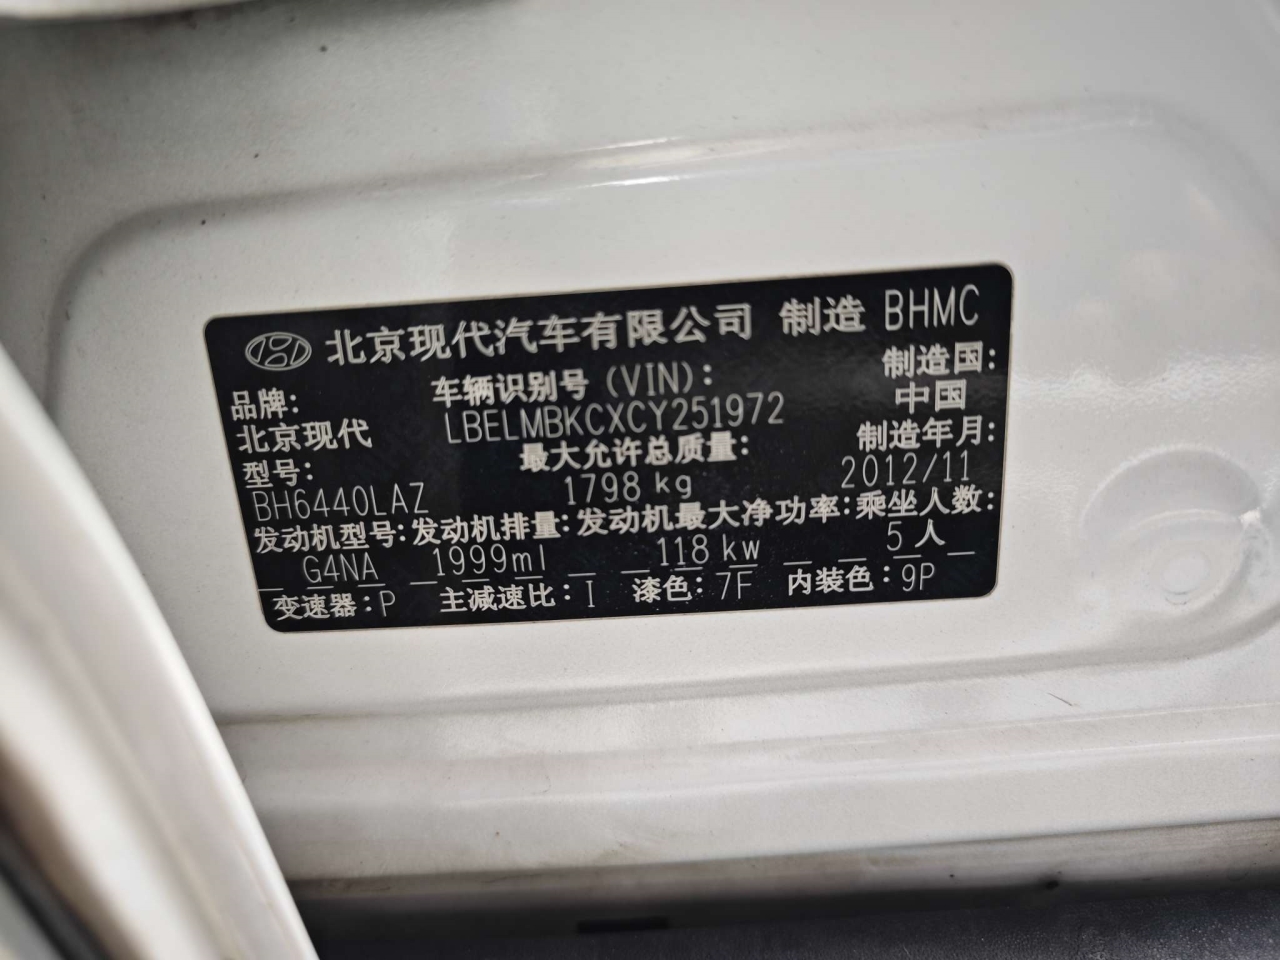 北京现代汽车有限公司 制造 BHMC
品牌: 车辆识别号 (VIN): 制造国:
北京现代 LBELMBKCXCY251972 中国
型号: 最大允许总质量: 制造年月:
BH6440LAZ 1798 kg 2012/11
发动机型号: 发动机排量: 发动机最大净功率: 乘坐人数:
G4NA 1999ml 118 kw 5 人
变速器: P 主减速比: I 漆色: 7F 内装色: 9P